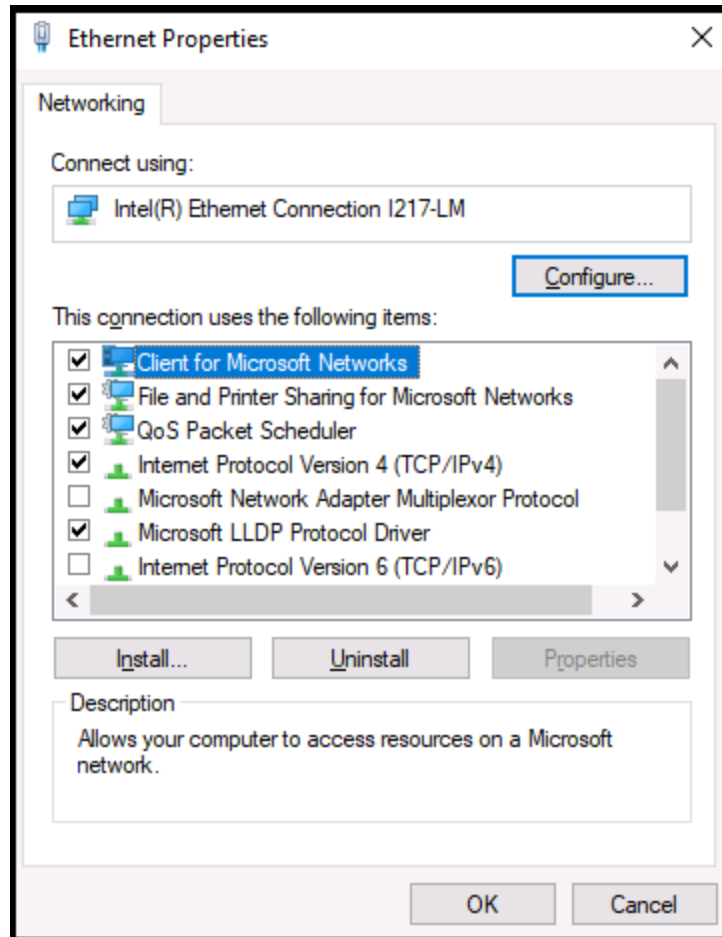 Ethernet Properties
Networking
Connect using:
Intel(R) Ethernet Connection I217-LM
Configure...
This connection uses the following items:
Client for Microsoft Networks
File and Printer Sharing for Microsoft Networks
QoS Packet Scheduler
Internet Protocol Version 4 (TCP/IPv4)
Microsoft Network Adapter Multiplexor Protocol
Microsoft LLDP Protocol Driver
Internet Protocol Version 6 (TCP/IPv6)
Install... Uninstall Properties
Description
Allows your computer to access resources on a Microsoft
network.
OK Cancel